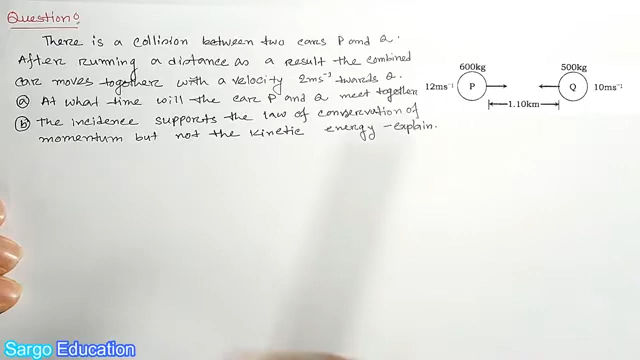 Question:
There is a collision between two cars P and Q.
After running a distance as a result the combined
car moves together with a velocity 2ms⁻¹ towards Q.
(a) At what time will the car P and Q meet together
(b) The incidence supports the law of conservation of
momentum but not the kinetic energy - explain.
600kg
500kg
12ms⁻¹
P
Q
10ms⁻¹
1.10km
Sargo Education